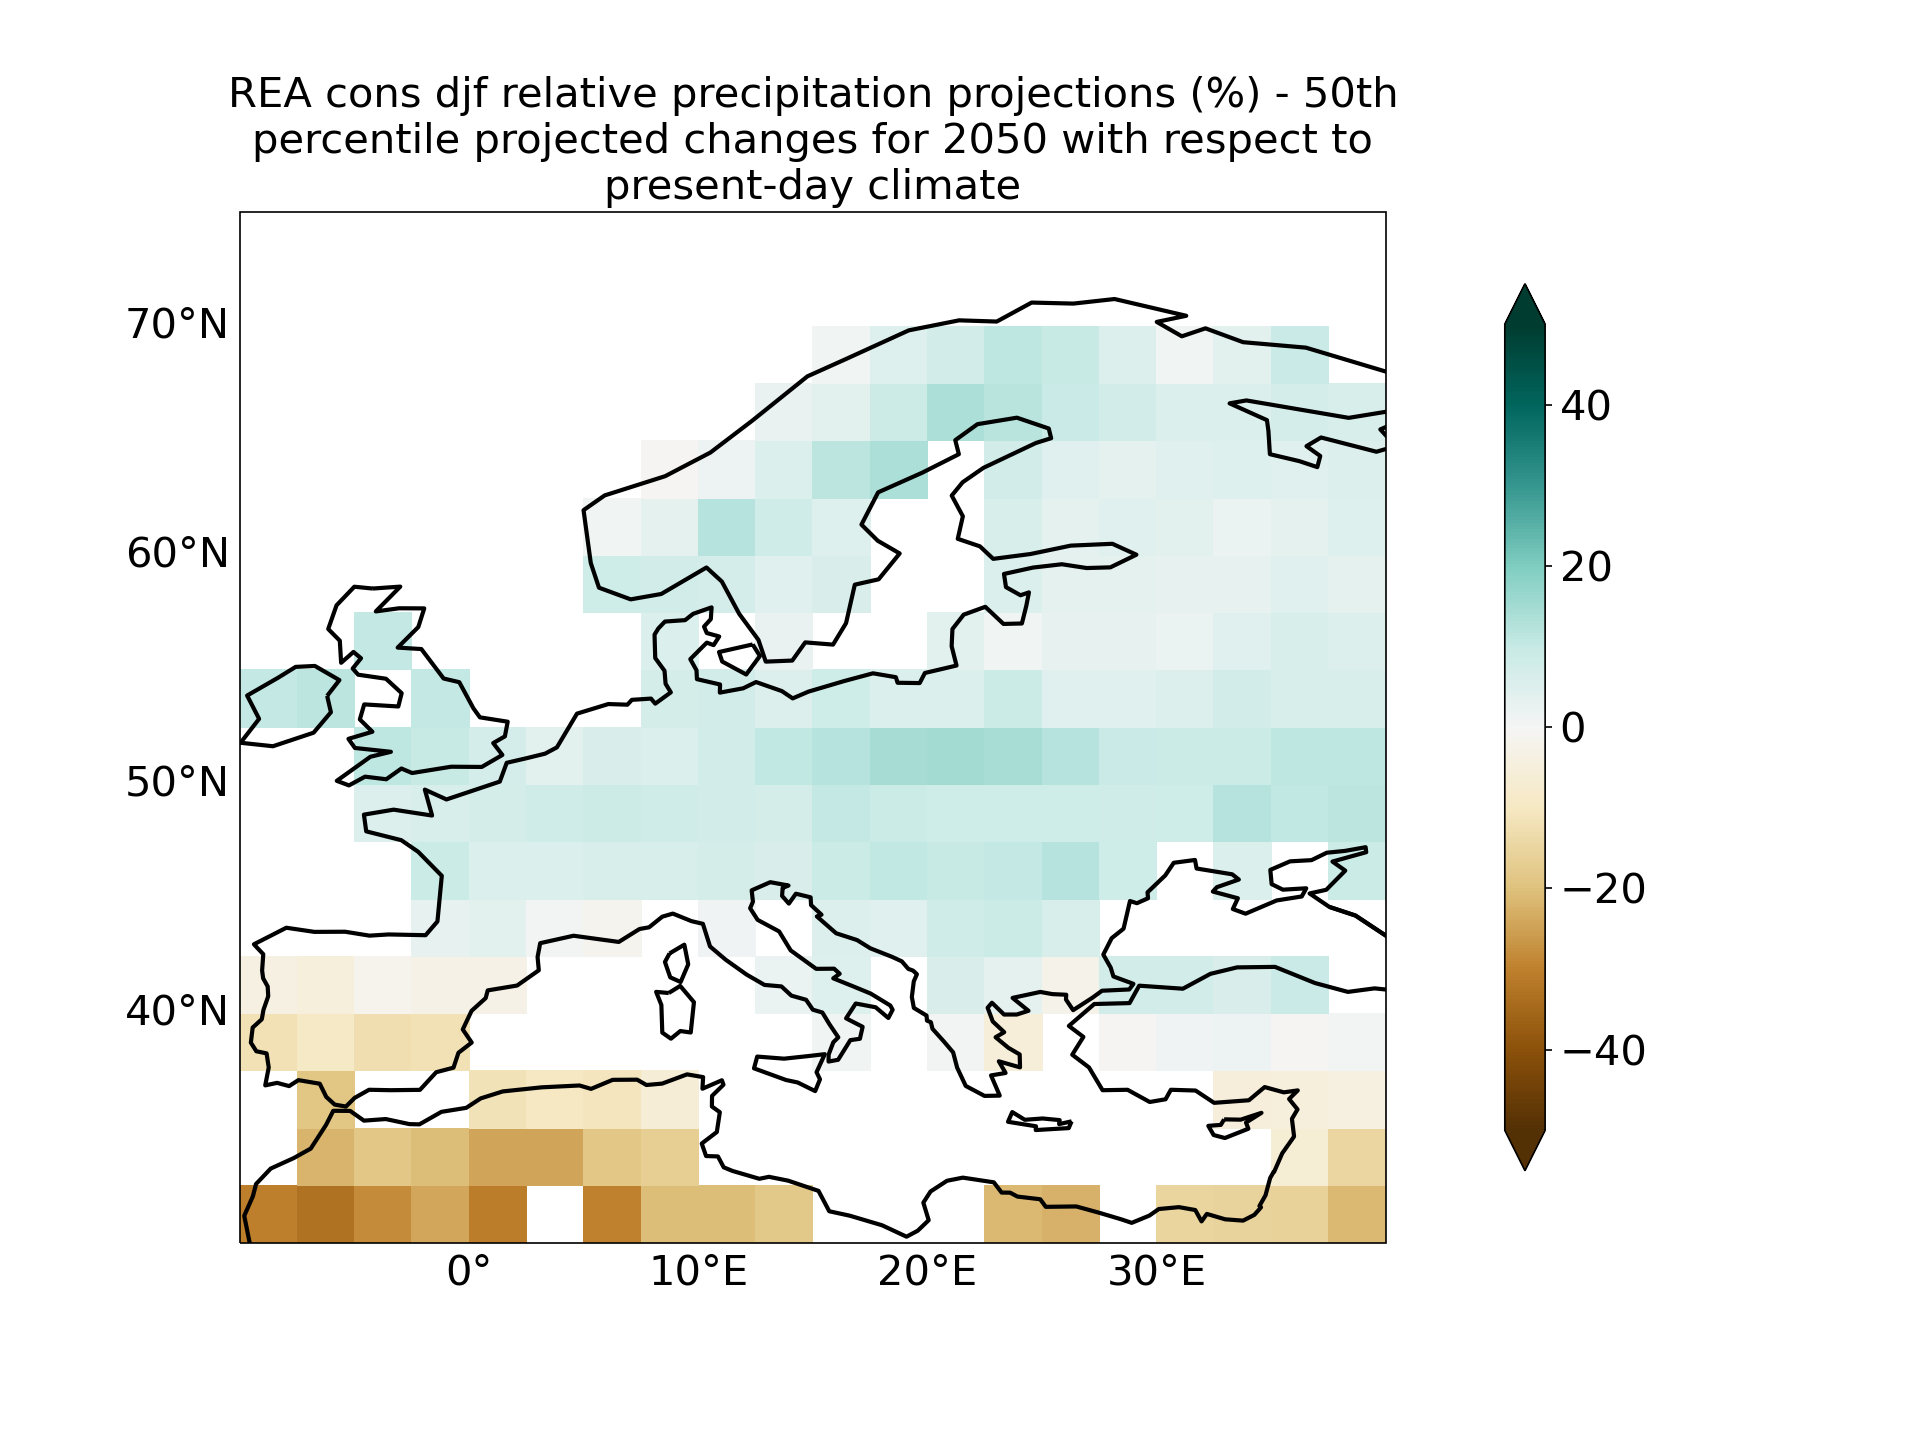 REA cons djf relative precipitation projections (%) - 50th
percentile projected changes for 2050 with respect to
present-day climate
70°N
60°N
50°N
40°N
0°
10°E
20°E
30°E
40
20
0
−20
−40